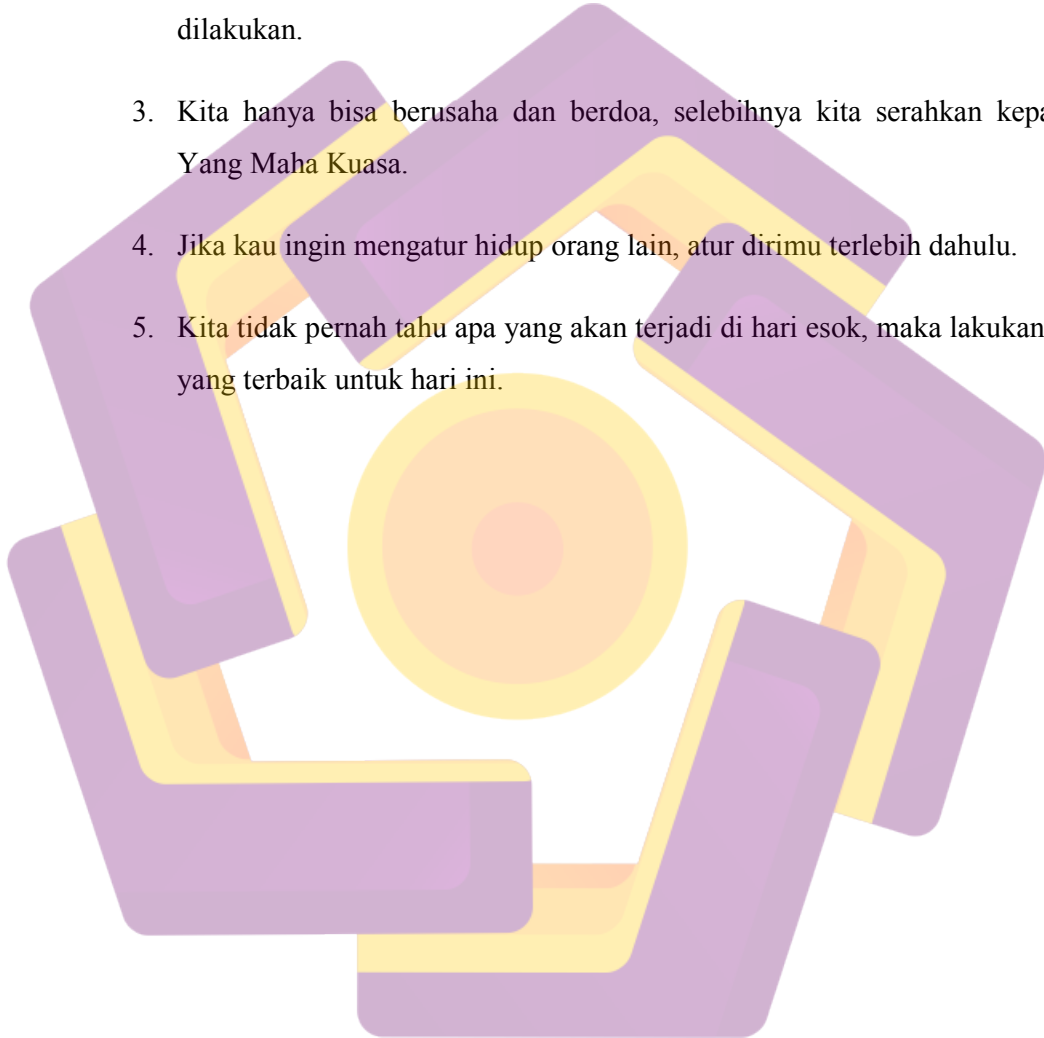 dilakukan.
3. Kita hanya bisa berusaha dan berdoa, selebihnya kita serahkan kepa
Yang Maha Kuasa.
4. Jika kau ingin mengatur hidup orang lain, atur dirimu terlebih dahulu.
5. Kita tidak pernah tahu apa yang akan terjadi di hari esok, maka lakukan
yang terbaik untuk hari ini.